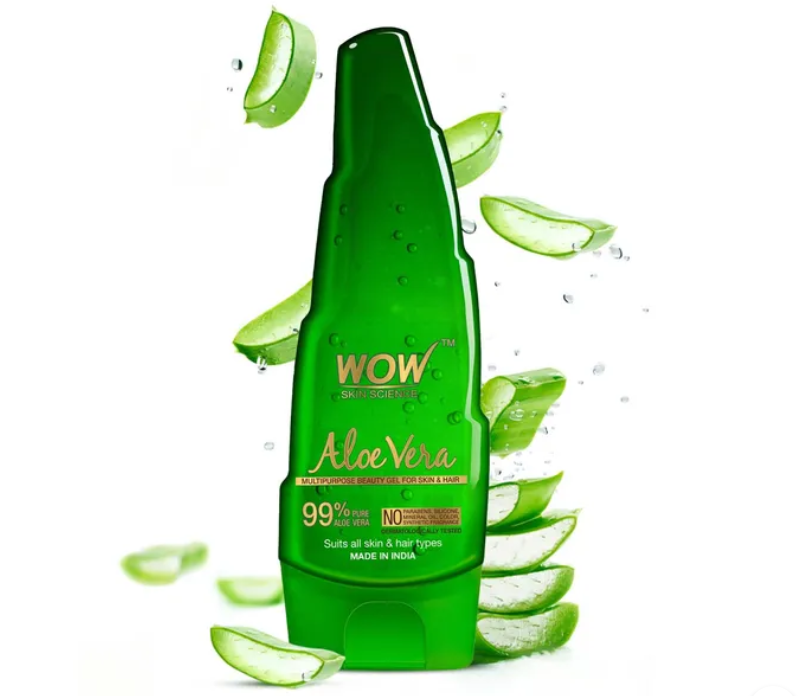 WOW™
SKIN SCIENCE
Aloe Vera
MULTIPURPOSE BEAUTY GEL FOR SKIN & HAIR
99% PURE
ALOE VERA
NO PARABENS, SILICONE,
MINERAL OIL, COLOR,
SYNTHETIC FRAGRANCE
DERMATOLOGICALLY TESTED
Suits all skin & hair types
MADE IN INDIA